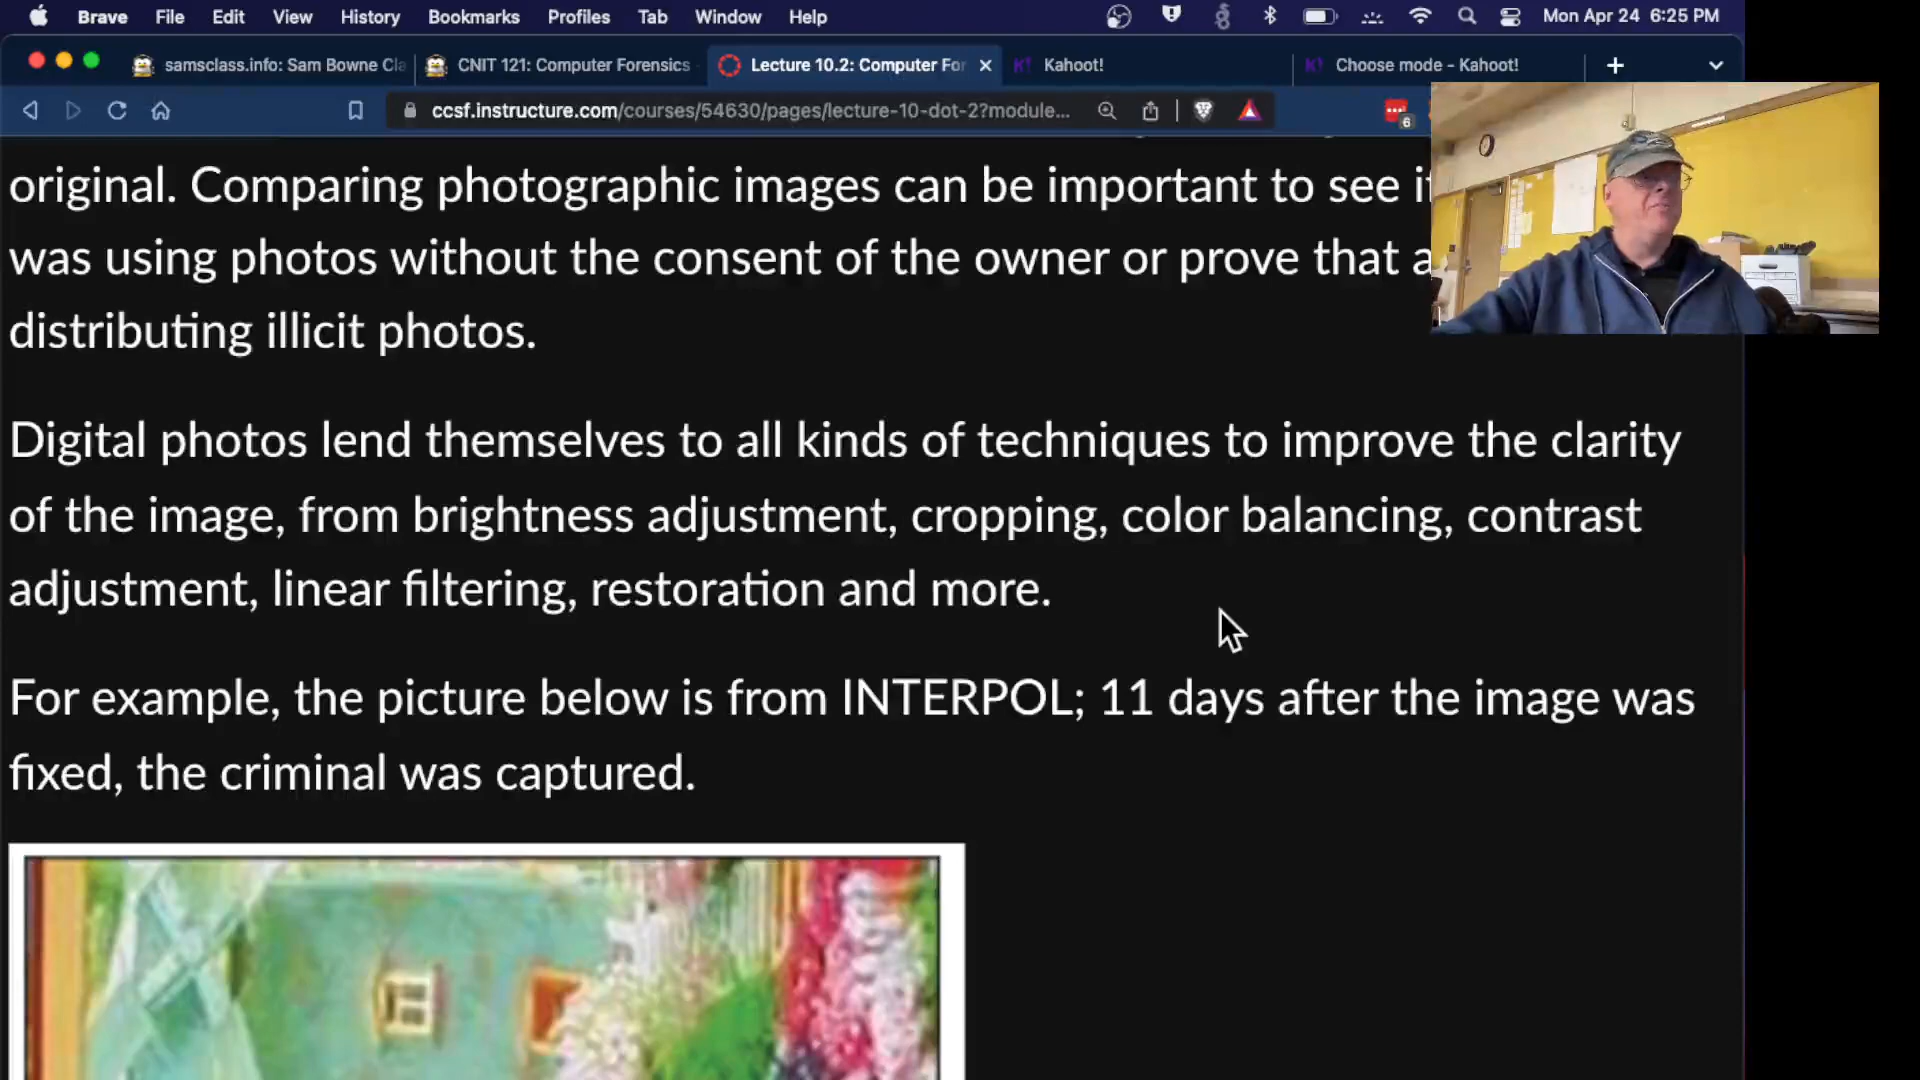 Brave File Edit View History Bookmarks Profiles Tab Window Help Mon Apr 24 6:25 PM
samsclass.info: Sam Bowne Cla CNIT 121: Computer Forensics Lecture 10.2: Computer For Kahoot! Choose mode - Kahoot!
ccsf.instructure.com/courses/54630/pages/lecture-10-dot-2?module... 6
original. Comparing photographic images can be important to see
was using photos without the consent of the owner or prove that
distributing illicit photos.
Digital photos lend themselves to all kinds of techniques to improve the clarity
of the image, from brightness adjustment, cropping, color balancing, contrast
adjustment, linear filtering, restoration and more.
For example, the picture below is from INTERPOL; 11 days after the image was
fixed, the criminal was captured.